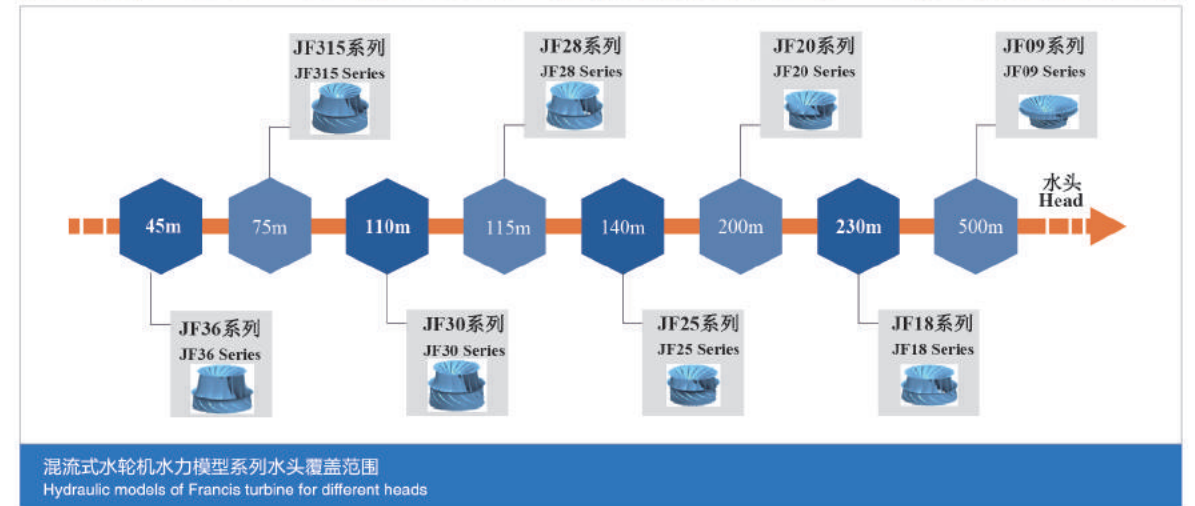 JF315系列
JF315 Series
JF28系列
JF28 Series
JF20系列
JF20 Series
JF09系列
JF09 Series
水头
Head
45m
75m
110m
115m
140m
200m
230m
500m
JF36系列
JF36 Series
JF30系列
JF30 Series
JF25系列
JF25 Series
JF18系列
JF18 Series
混流式水轮机水力模型系列水头覆盖范围
Hydraulic models of Francis turbine for different heads